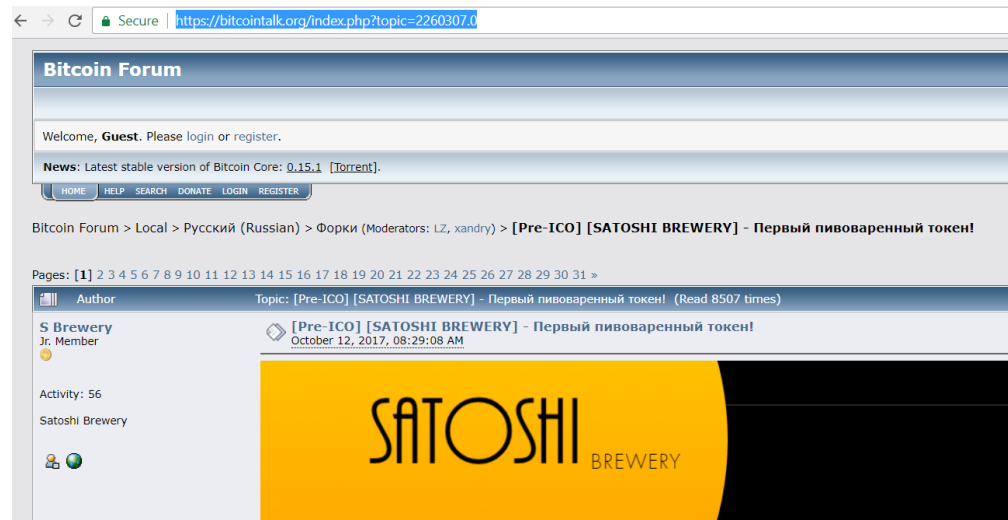 Secure | https://bitcointalk.org/index.php?topic=2260307.0
Bitcoin Forum
Welcome, Guest. Please login or register.
News: Latest stable version of Bitcoin Core: 0.15.1 [Torrent].
HOME HELP SEARCH DONATE LOGIN REGISTER
Bitcoin Forum > Local > Русский (Russian) > Форки (Moderators: LZ, xandry) > [Pre-ICO] [SATOSHI BREWERY] - Первый пивоваренный токен!
Pages: [1] 2 3 4 5 6 7 8 9 10 11 12 13 14 15 16 17 18 19 20 21 22 23 24 25 26 27 28 29 30 31 »
Author Topic: [Pre-ICO] [SATOSHI BREWERY] - Первый пивоваренный токен! (Read 8507 times)
S Brewery
Jr. Member
[Pre-ICO] [SATOSHI BREWERY] - Первый пивоваренный токен!
October 12, 2017, 08:29:08 AM
Activity: 56
Satoshi Brewery
SATOSHI
BREWERY